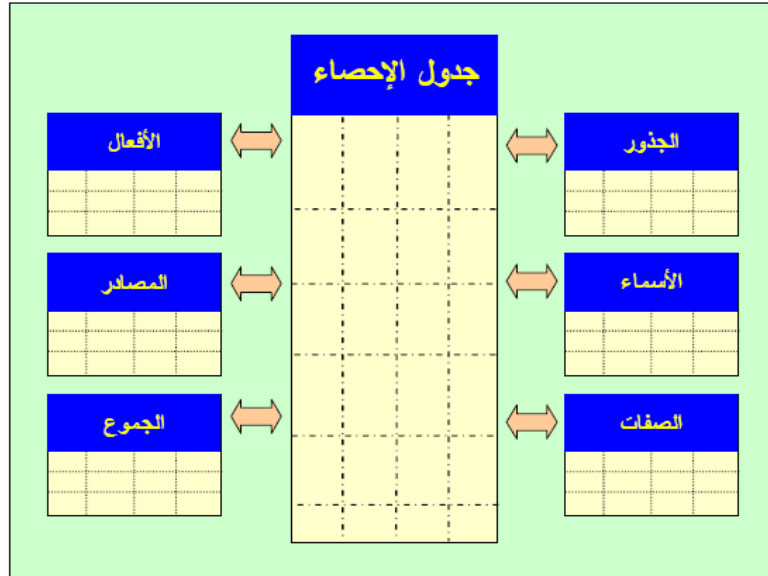 جدول الإحصاء
الجذور
الأفعال
الأسماء
المصادر
الصفات
الجموع